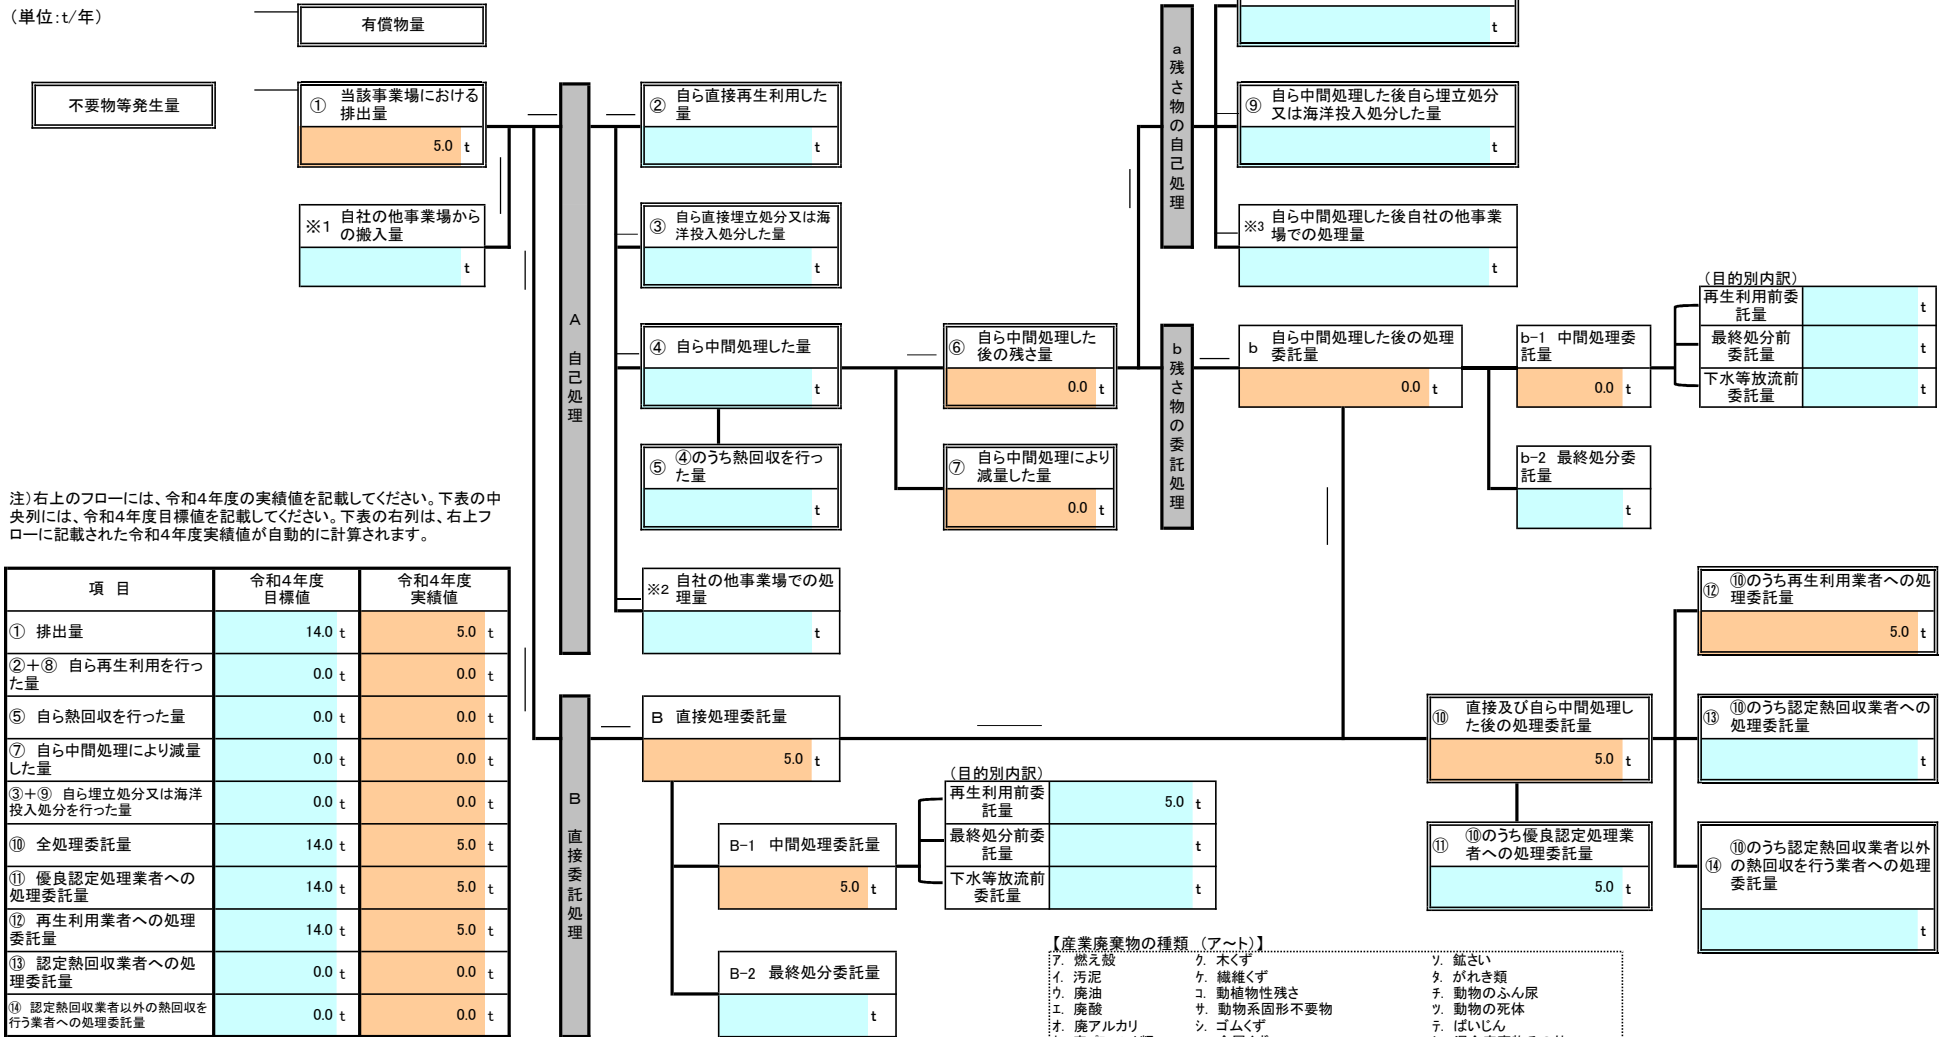 (単位:t/年)
有償物量
t
不要物等発生量
① 当該事業場における
排出量
5.0 t
※1 自社の他事業場から
の搬入量
t
A 自己処理
② 自ら直接再生利用した
量
t
③ 自ら直接埋立処分又は海
洋投入処分した量
t
④ 自ら中間処理した量
t
⑤ ④のうち熱回収を行っ
た量
t
※2 自社の他事業場での処
理量
t
⑥ 自ら中間処理した
後の残さ量
0.0 t
⑦ 自ら中間処理により
減量した量
0.0 t
a残さ物の自己処理
⑨ 自ら中間処理した後自ら埋立処分
又は海洋投入処分した量
t
※3 自ら中間処理した後自社の他事業
場での処理量
t
b残さ物の委託処理
b 自ら中間処理した後の処理
委託量
0.0 t
b-1 中間処理委
託量
0.0 t
b-2 最終処分委
託量
t
(目的別内訳)
再生利用前委
託量
t
最終処分前
委託量
t
下水等放流前
委託量
t
注)右上のフローには、令和4年度の実績値を記載してください。下表の中
央列には、令和4年度目標値を記載してください。下表の右列は、右上フ
ローに記載された令和4年度実績値が自動的に計算されます。
項 目 令和4年度
目標値 令和4年度
実績値
① 排出量 14.0 t 5.0 t
②+⑧ 自ら再生利用を行っ
た量 0.0 t 0.0 t
⑤ 自ら熱回収を行った量 0.0 t 0.0 t
⑦ 自ら中間処理により減量
した量 0.0 t 0.0 t
③+⑨ 自ら埋立処分又は海洋
投入処分を行った量 0.0 t 0.0 t
⑩ 全処理委託量 14.0 t 5.0 t
⑪ 優良認定処理業者への
処理委託量 14.0 t 5.0 t
⑫ 再生利用業者への処理
委託量 14.0 t 5.0 t
⑬ 認定熱回収業者への処
理委託量 0.0 t 0.0 t
⑭ 認定熱回収業者以外の熱回収を
行う業者への処理委託量 0.0 t 0.0 t
B 直接委託処理
B 直接処理委託量
5.0 t
B-1 中間処理委託量
5.0 t
B-2 最終処分委託量
t
(目的別内訳)
再生利用前委
託量
5.0 t
最終処分前委
託量
t
下水等放流前
委託量
t
⑩ 直接及び自ら中間処理し
た後の処理委託量
5.0 t
⑪ ⑩のうち優良認定処理業
者への処理委託量
5.0 t
⑫ ⑩のうち再生利用業者への処
理委託量
5.0 t
⑬ ⑩のうち認定熱回収業者への
処理委託量
t
⑭ ⑩のうち認定熱回収業者以外
の熱回収を行う業者への処理
委託量
t
【産業廃棄物の種類 (ア~ト)】
ア. 燃え殻 ク. 木くず ソ. 鉱さい
イ. 汚泥 ケ. 繊維くず タ. がれき類
ウ. 廃油 コ. 動植物性残さ チ. 動物のふん尿
エ. 廃酸 サ. 動物系固形不要物 ツ. 動物の死体
オ. 廃アルカリ シ. ゴムくず テ. ばいじん